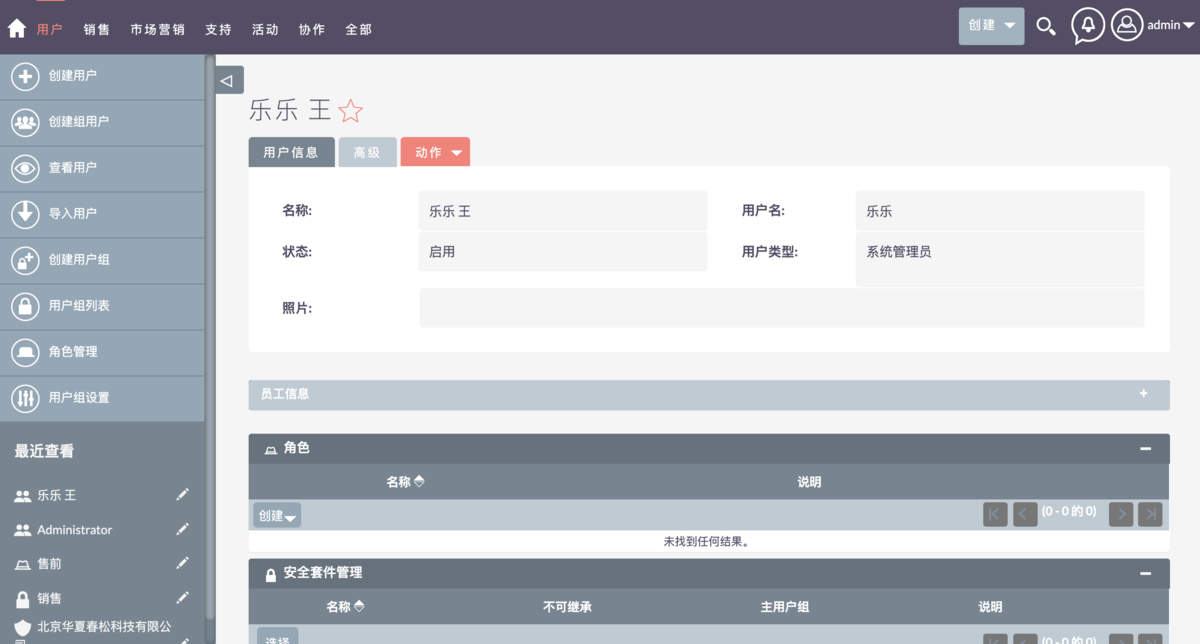 用户 销售 市场营销 支持 活动 协作 全部 创建 admin
创建用户
创建组用户
查看用户
导入用户
创建用户组
用户组列表
角色管理
用户组设置
最近查看
乐乐 王
Administrator
售前
销售
北京华夏春松科技有限公
乐乐 王
用户信息 高级 动作
名称: 乐乐 王 用户名: 乐乐
状态: 启用 用户类型: 系统管理员
照片:
员工信息 +
角色
名称 说明
创建 (0 - 0 的 0)
未找到任何结果。
安全套件管理
名称 不可继承 主用户组 说明
选择 (0 - 0 的 0)